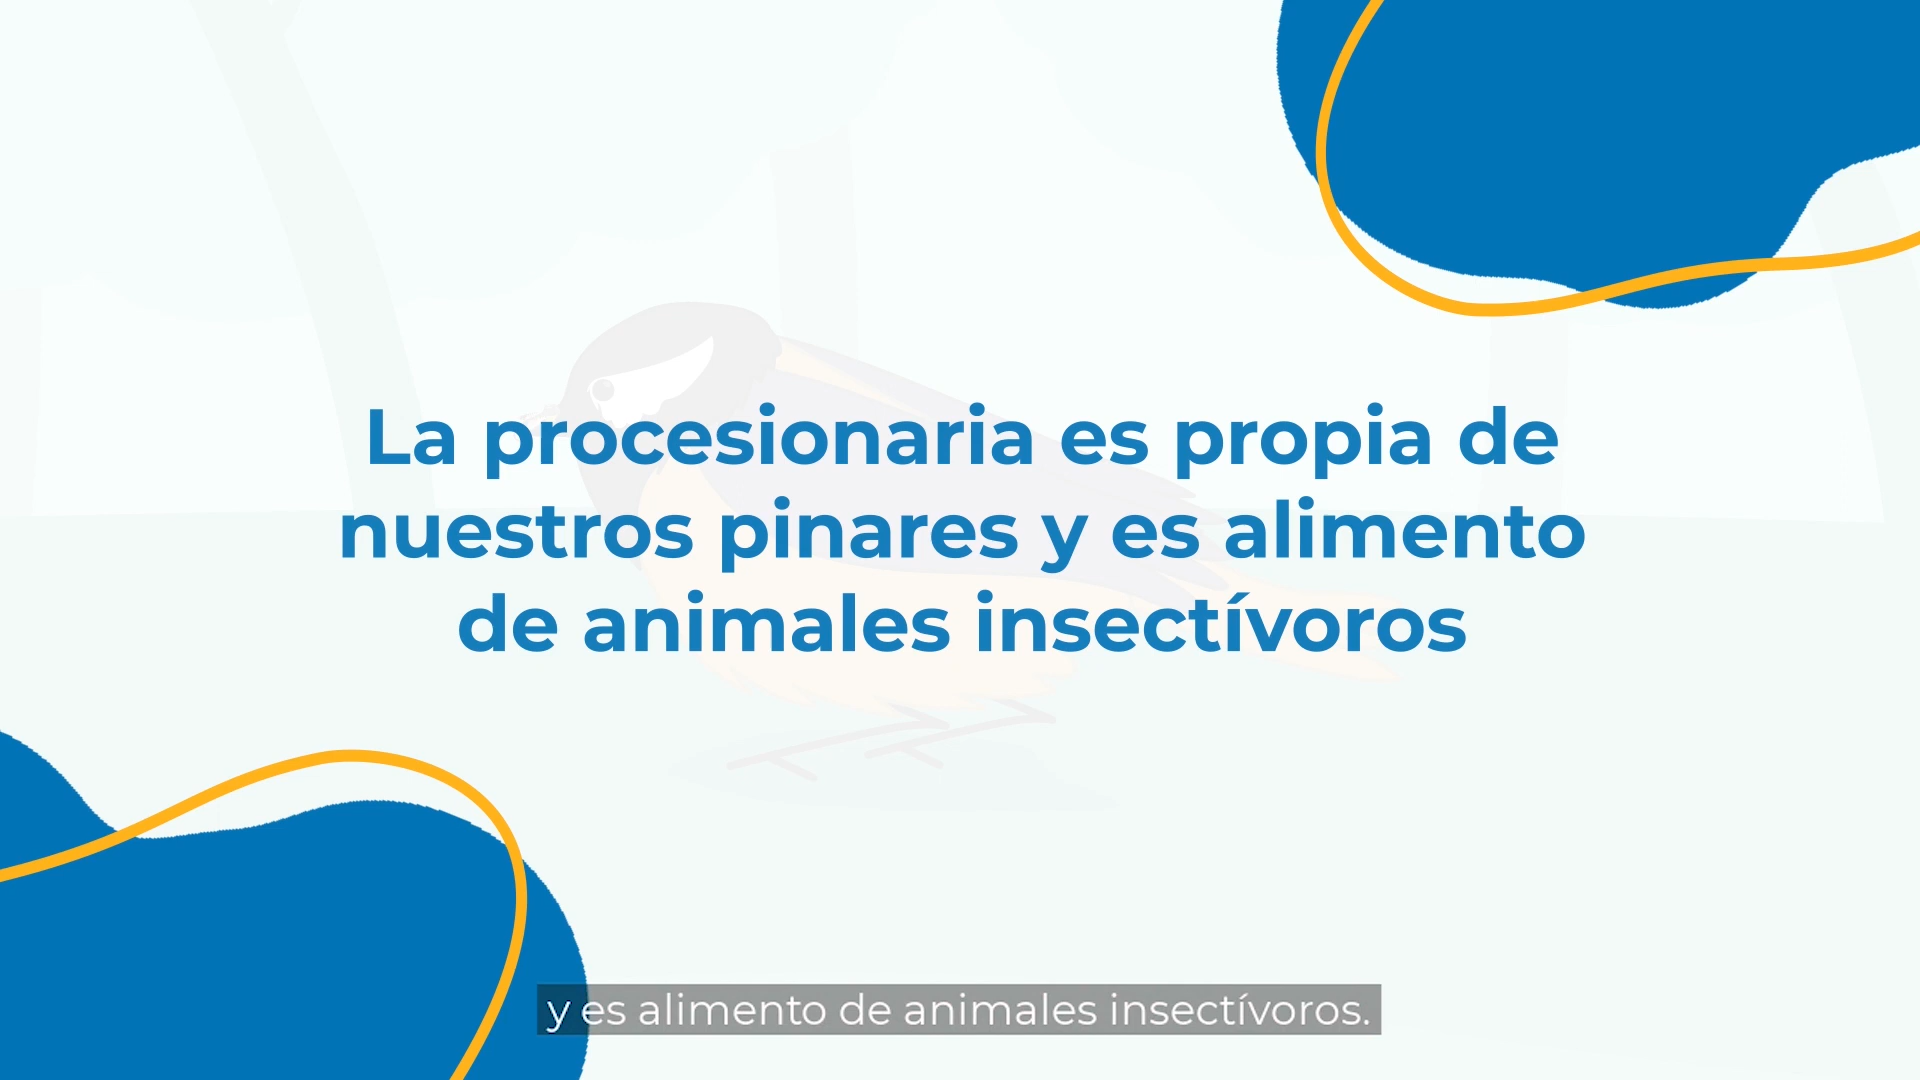 La procesionaria es propia de
nuestros pinares y es alimento
de animales insectívoros
y es alimento de animales insectívoros.